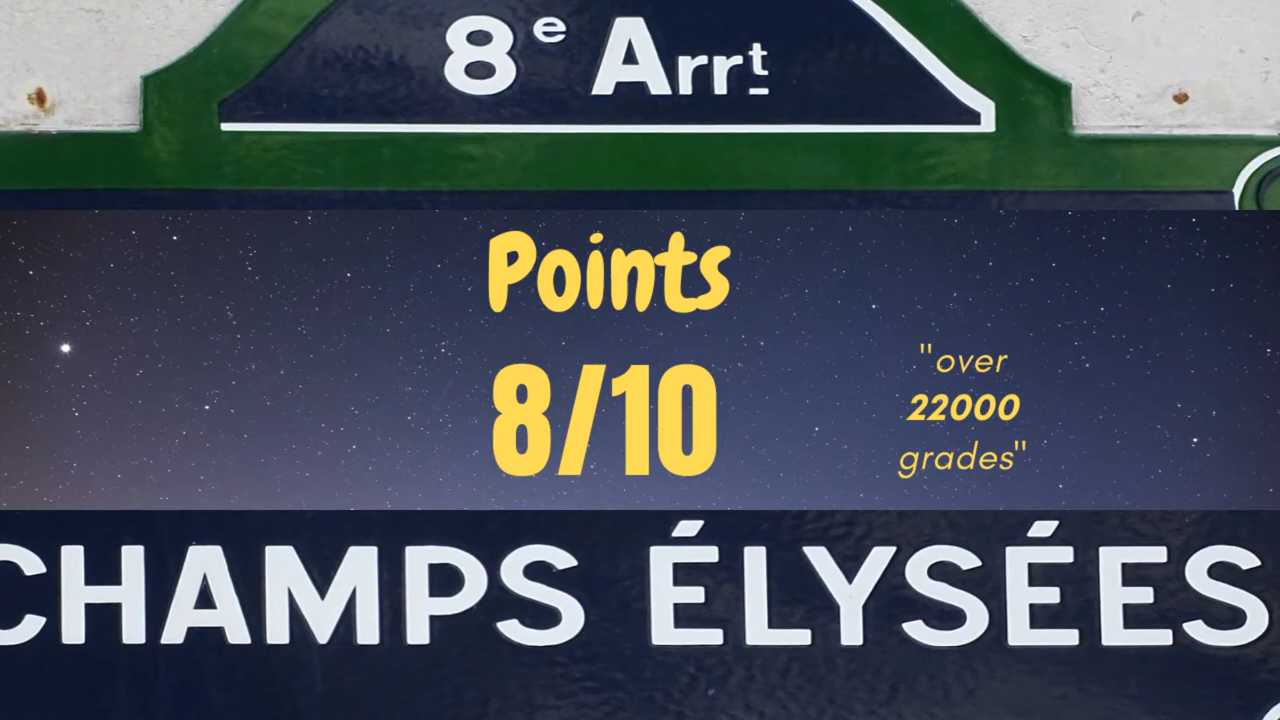 8e Arrt
Points
8/10
"over
22000
grades"
CHAMPS ÉLYSÉES